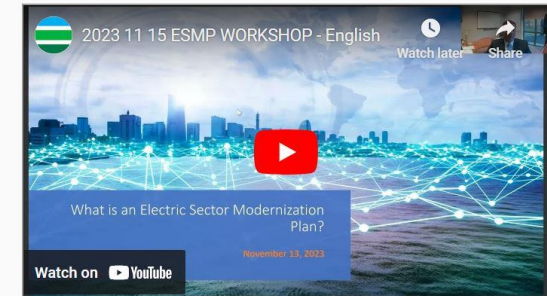 2023 11 15 ESMP WORKSHOP - English
Watch later
Share
What is an Electric Sector Modernization
Plan?
November 13, 2023
Watch on YouTube